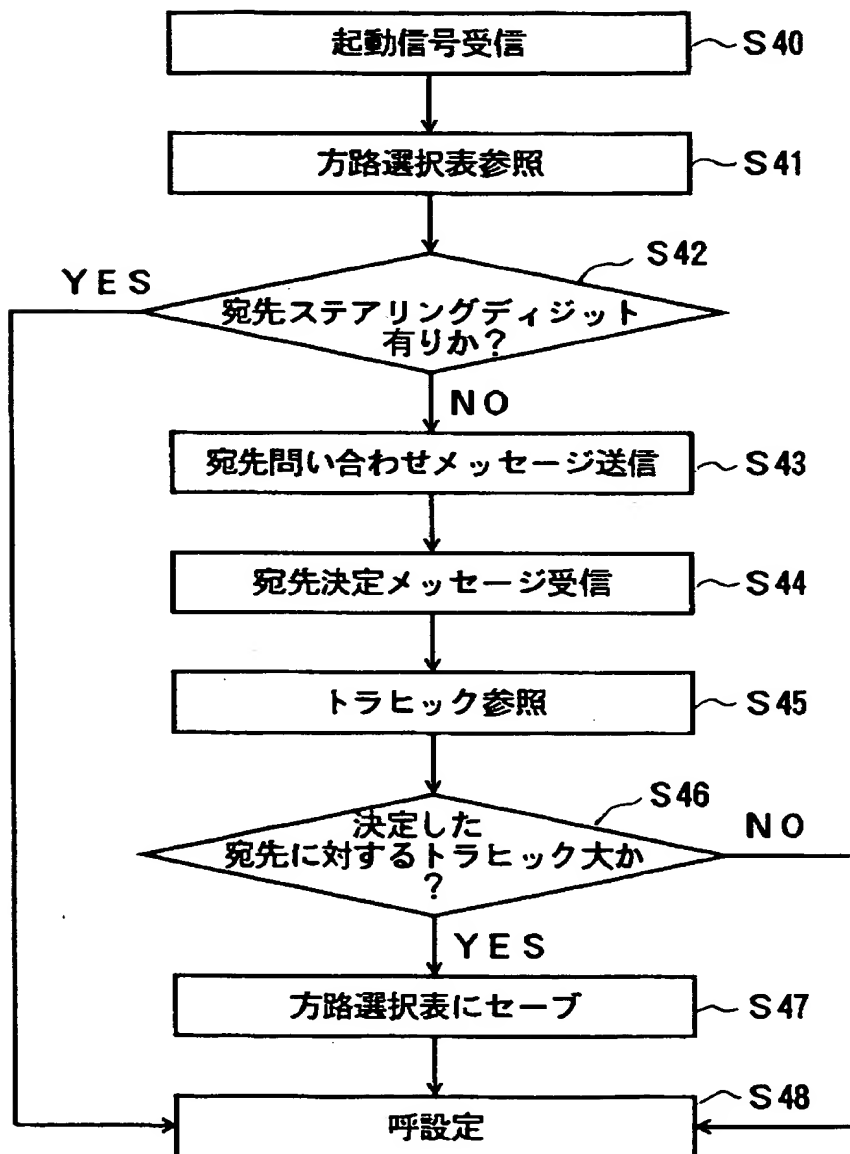 起動信号受信
S40
方路選択表参照
S41
S42
YES
宛先ステアリングディジット
有りか？
NO
宛先問い合わせメッセージ送信
S43
宛先決定メッセージ受信
S44
トラヒック参照
S45
S46
決定した
NO
宛先に対するトラヒック大か
？
YES
方路選択表にセーブ
S47
呼設定
S48